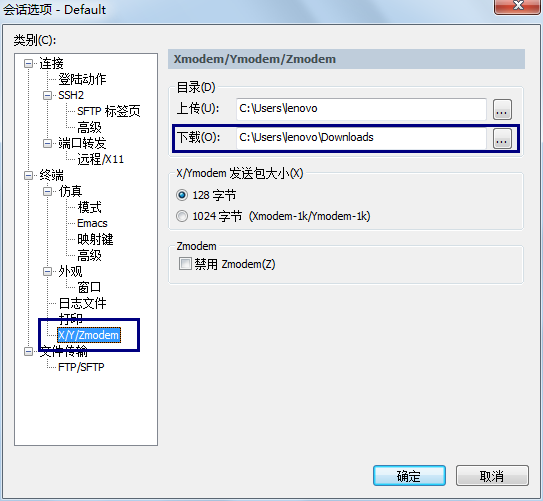 会话选项 - Default
类别(C):
连接
登陆动作
SSH2
SFTP 标签页
高级
端口转发
远程/X11
终端
仿真
模式
Emacs
映射键
高级
外观
窗口
日志文件
打印
X/Y/Zmodem
文件传输
FTP/SFTP
Xmodem/Ymodem/Zmodem
目录(D)
上传(U): C:\Users\lenovo ...
下载(O): C:\Users\lenovo\Downloads ...
X/Ymodem 发送包大小(X)
128 字节
1024 字节 (Xmodem-1k/Ymodem-1k)
Zmodem
禁用 Zmodem(Z)
确定 取消